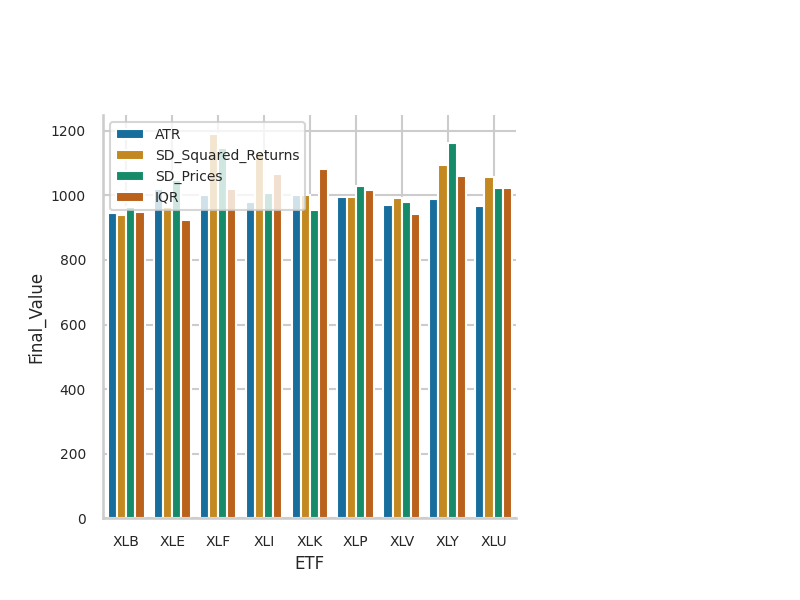 1200
1000
800
600
400
200
0
Final_Value
ATR
SD_Squared_Returns
SD_Prices
IQR
XLB XLE XLF XLI XLK XLP XLV XLY XLU
ETF